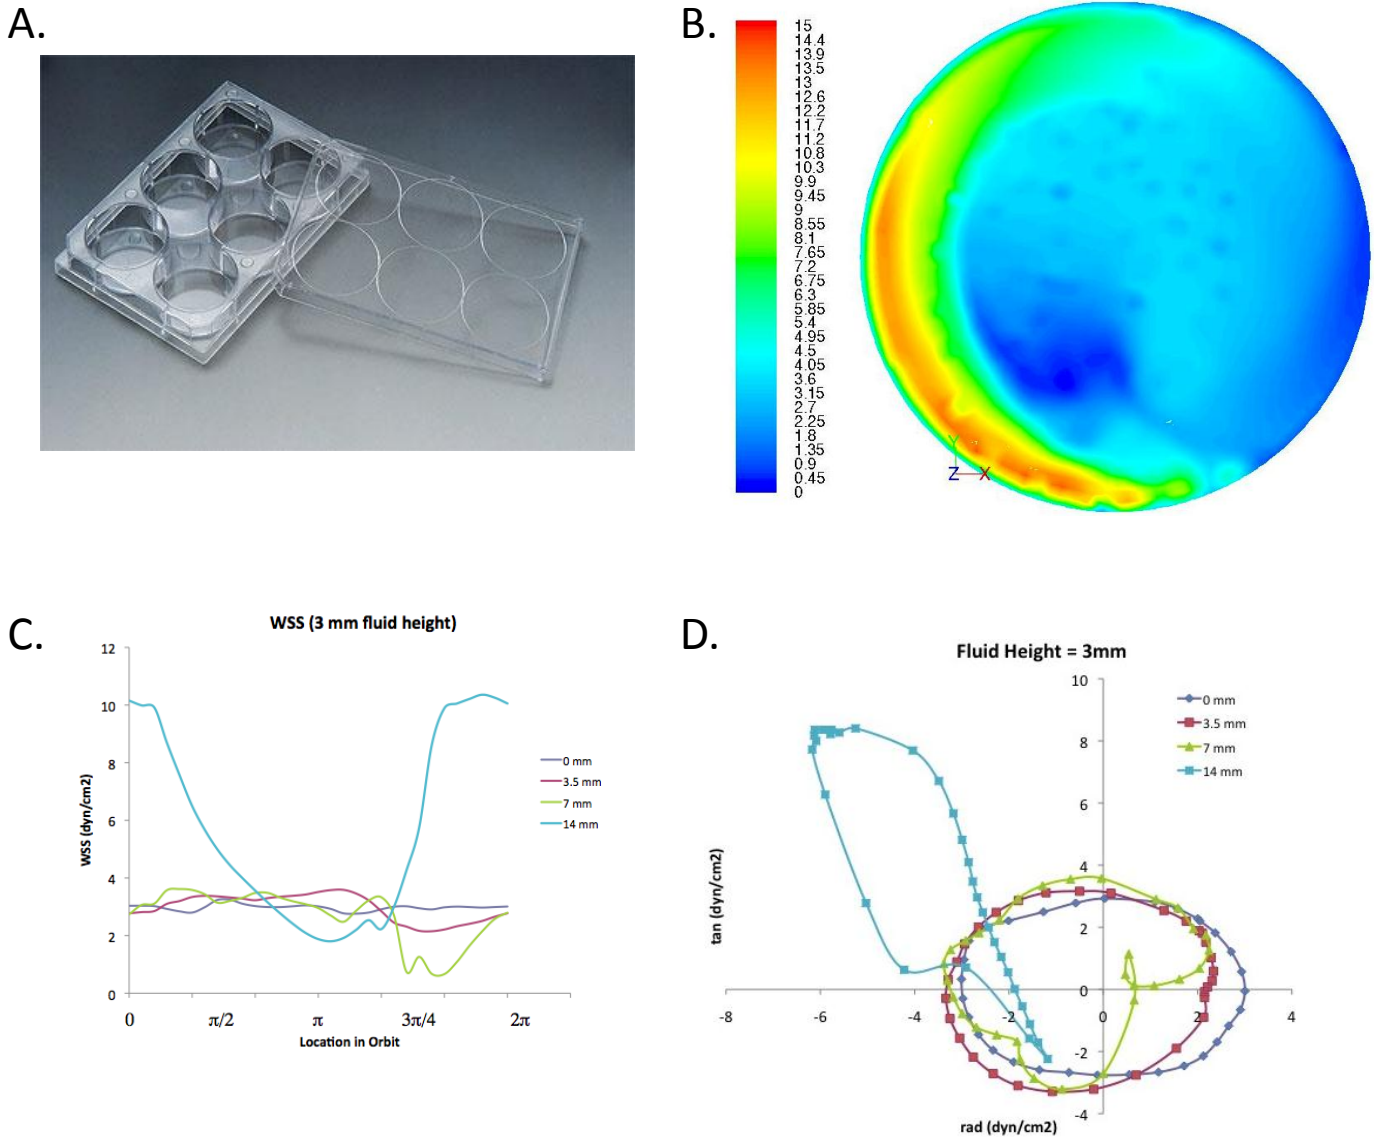 A.
B.
15
14.4
13.9
13.5
13
12.6
12.2
11.7
11.2
10.8
10.3
9.9
9.45
9
8.55
8.1
7.65
7.2
6.75
6.3
5.85
5.4
4.95
4.5
4.05
3.6
3.15
2.7
2.25
1.8
1.35
0.9
0.45
0
Y
Z X
C.
WSS (3 mm fluid height)
12
10
8
6
4
2
0
WSS (dyn/cm2)
0 mm
3.5 mm
7 mm
14 mm
0 π/2 π 3π/4 2π
Location in Orbit
D.
Fluid Height = 3mm
10
8
6
4
2
0
-2
-4
tan (dyn/cm2)
0 mm
3.5 mm
7 mm
14 mm
-8 -6 -4 -2 0 2 4
rad (dyn/cm2)